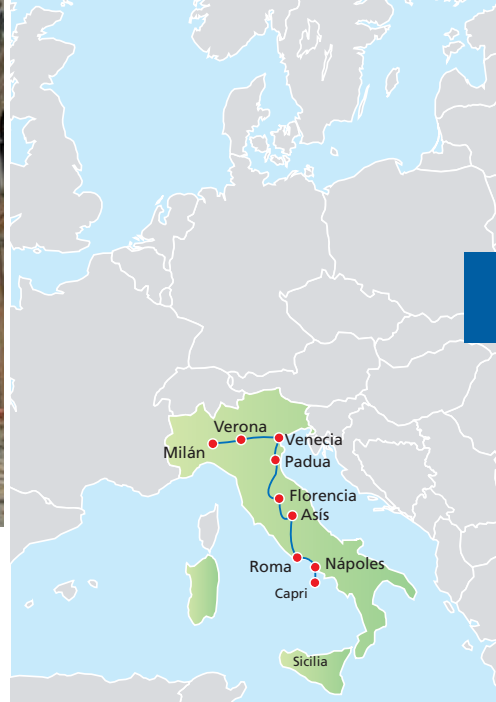 Verona
Venecia
Milán
Padua
Florencia
Asís
Roma
Nápoles
Capri
Sicilia